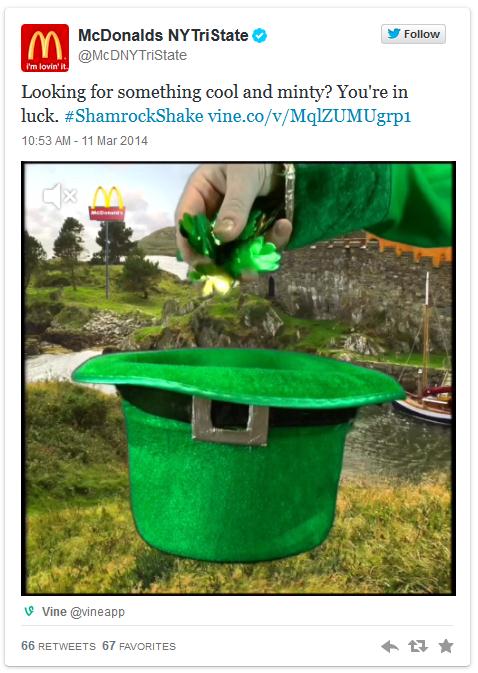 McDonalds NYTriState
Follow
i'm lovin' it.
@McDNYTriState
Looking for something cool and minty? You're in
luck. #ShamrockShake vine.co/v/MqlZUMUgrp1
10:53 AM - 11 Mar 2014
McDonald's
Vine @vineapp
66 RETWEETS 67 FAVORITES